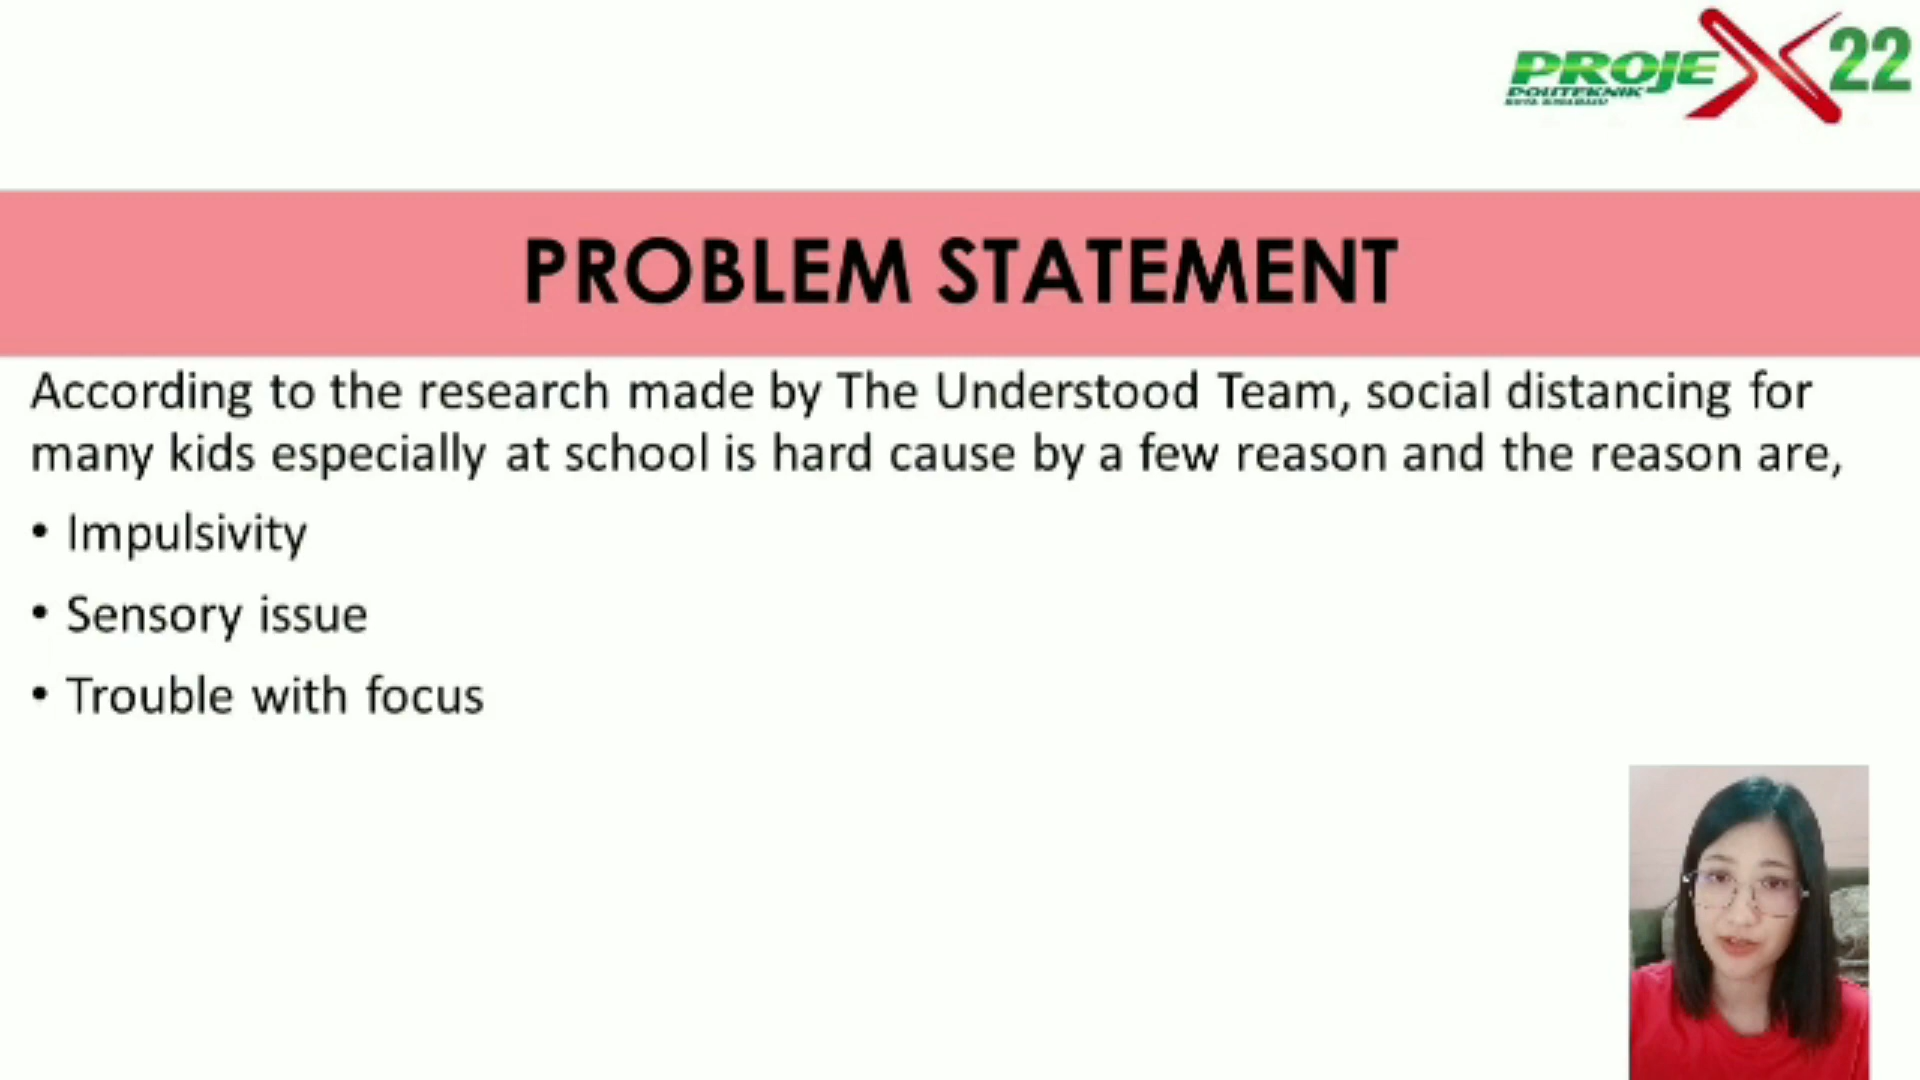 PROJEX22
POLITEKNIK
PROBLEM STATEMENT
According to the research made by The Understood Team, social distancing for
many kids especially at school is hard cause by a few reason and the reason are,
• Impulsivity
• Sensory issue
• Trouble with focus